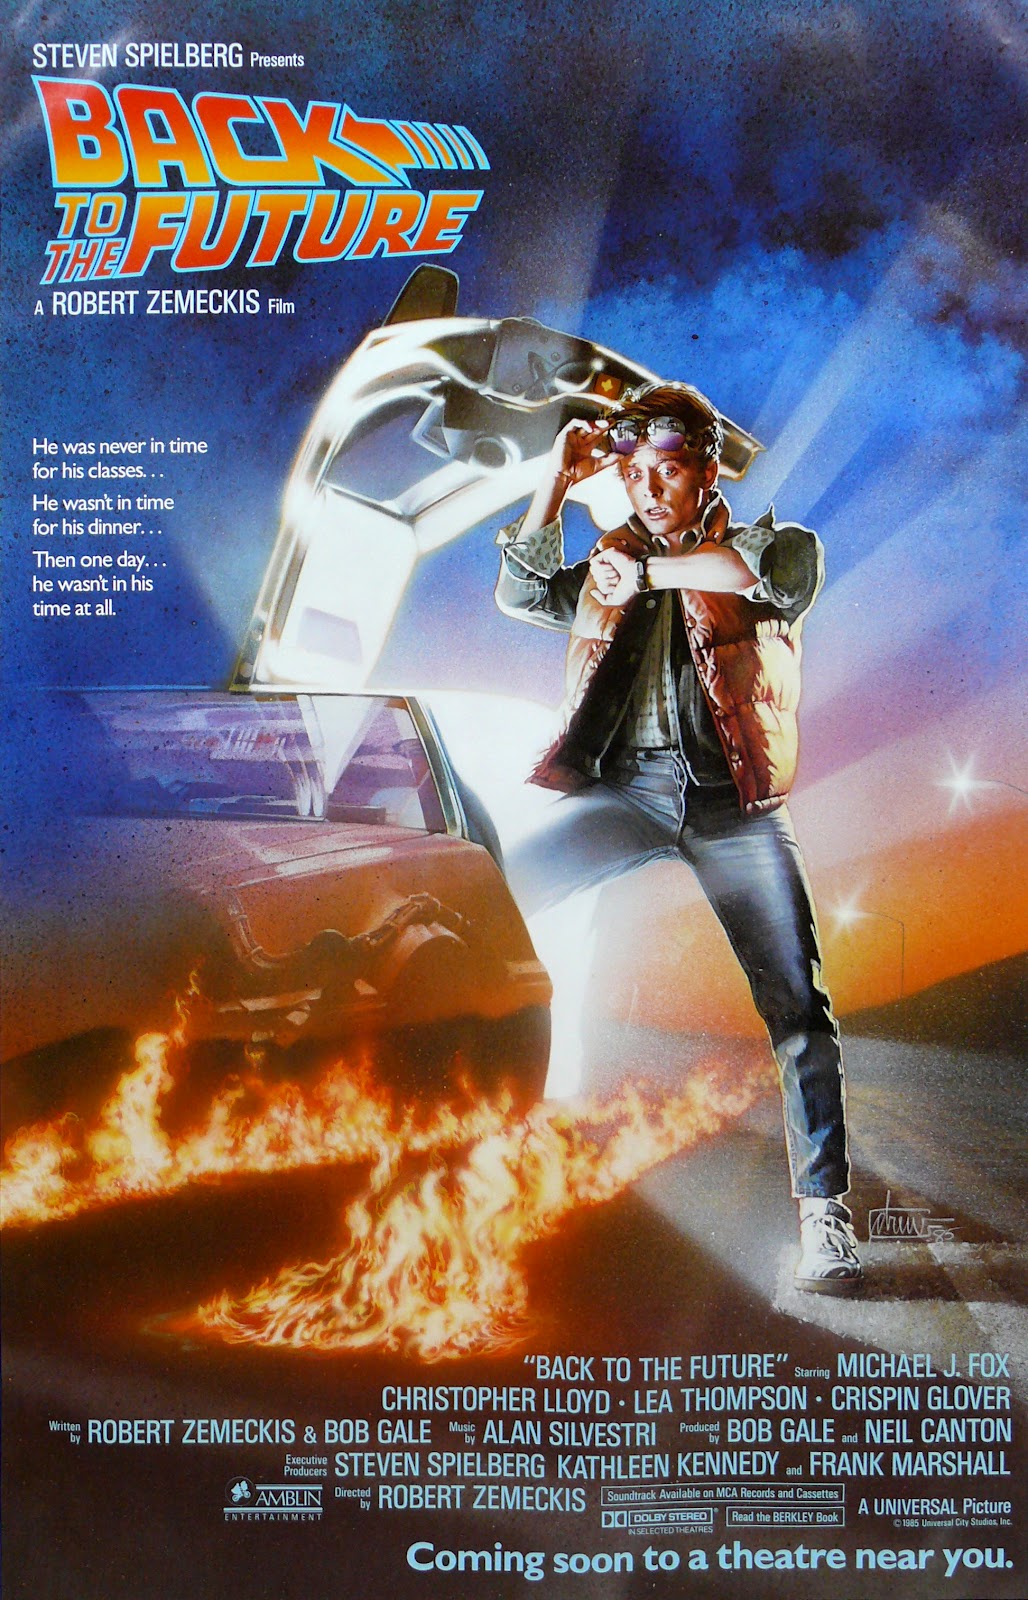 STEVEN SPIELBERG Presents
BACK
TO
THE FUTURE
A ROBERT ZEMECKIS Film
He was never in time
for his classes...
He wasn't in time
for his dinner...
Then one day...
he wasn't in his
time at all.
drew 85
"BACK TO THE FUTURE" Starring MICHAEL J. FOX
CHRISTOPHER LLOYD · LEA THOMPSON · CRISPIN GLOVER
Written by ROBERT ZEMECKIS & BOB GALE Music by ALAN SILVESTRI Produced by BOB GALE and NEIL CANTON
Executive Producers STEVEN SPIELBERG KATHLEEN KENNEDY and FRANK MARSHALL
AMBLIN
ENTERTAINMENT
Directed by ROBERT ZEMECKIS
Soundtrack Available on MCA Records and Cassettes
DOLBY STEREO
IN SELECTED THEATRES
Read the BERKLEY Book
A UNIVERSAL Picture
©1985 Universal City Studios, Inc.
Coming soon to a theatre near you.